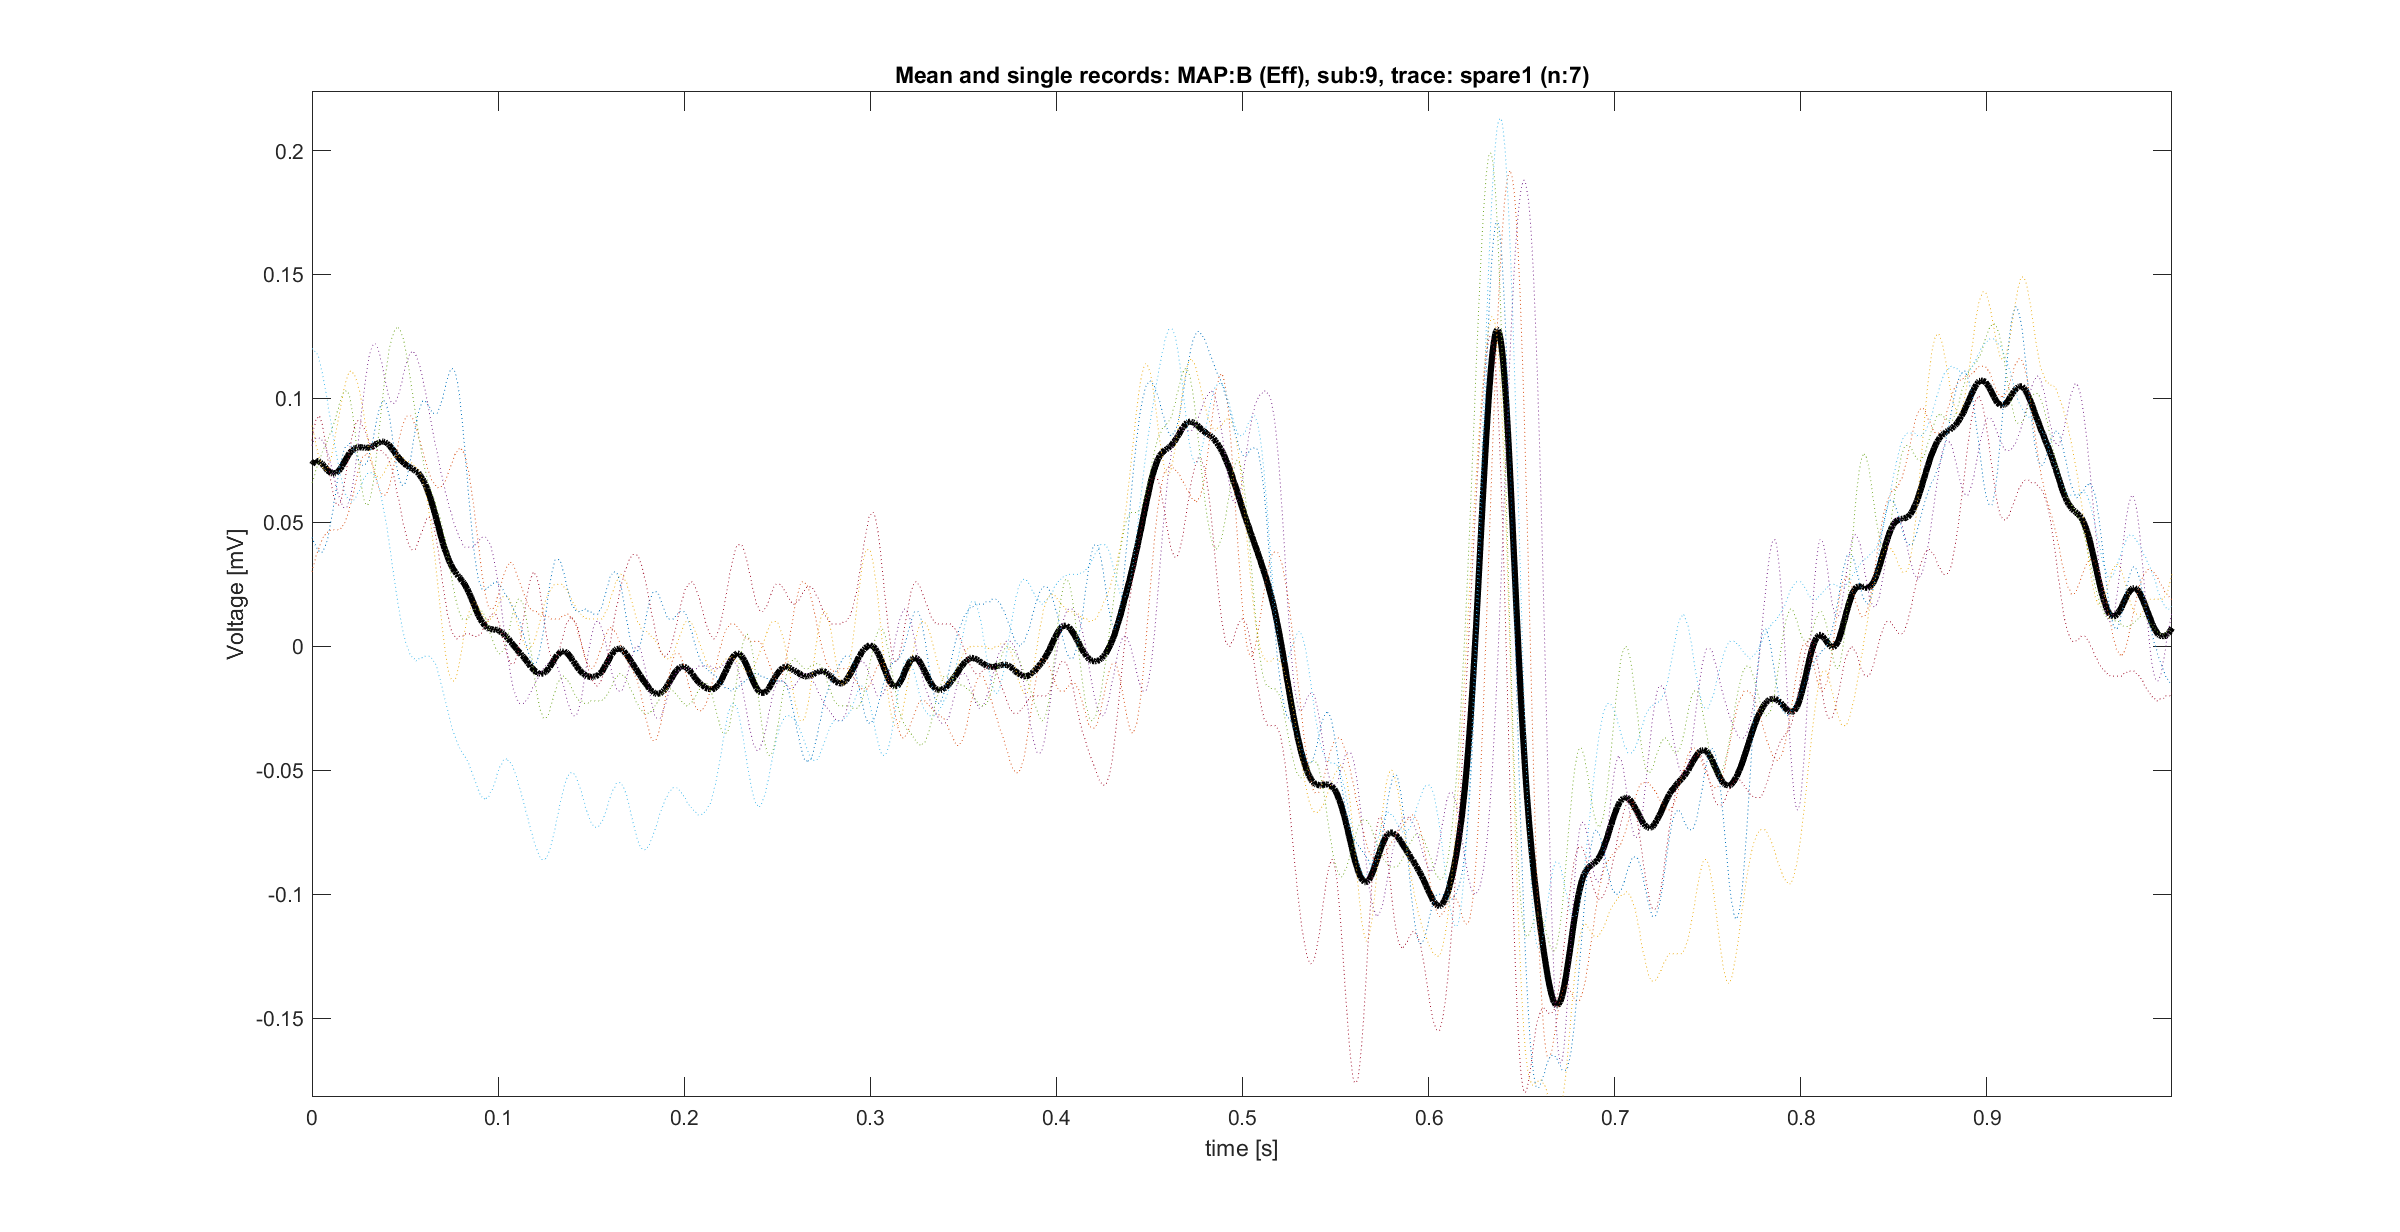 Mean and single records: MAP:B (Eff), sub:9, trace: spare1 (n:7)
0.2
0.15
0.1
0.05
0
-0.05
-0.1
-0.15
Voltage [mV]
0 0.1 0.2 0.3 0.4 0.5 0.6 0.7 0.8 0.9
time [s]